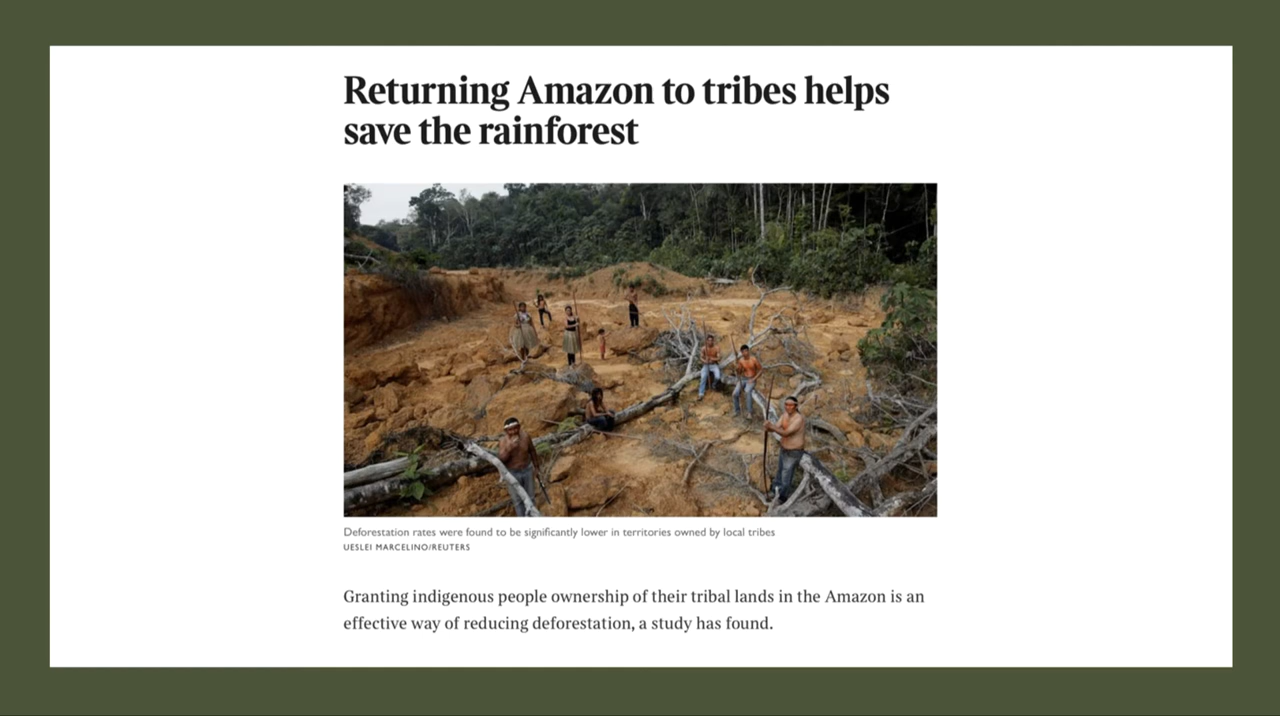 Returning Amazon to tribes helps
save the rainforest
Deforestation rates were found to be significantly lower in territories owned by local tribes
UESLEI MARCELINO/REUTERS
Granting indigenous people ownership of their tribal lands in the Amazon is an
effective way of reducing deforestation, a study has found.